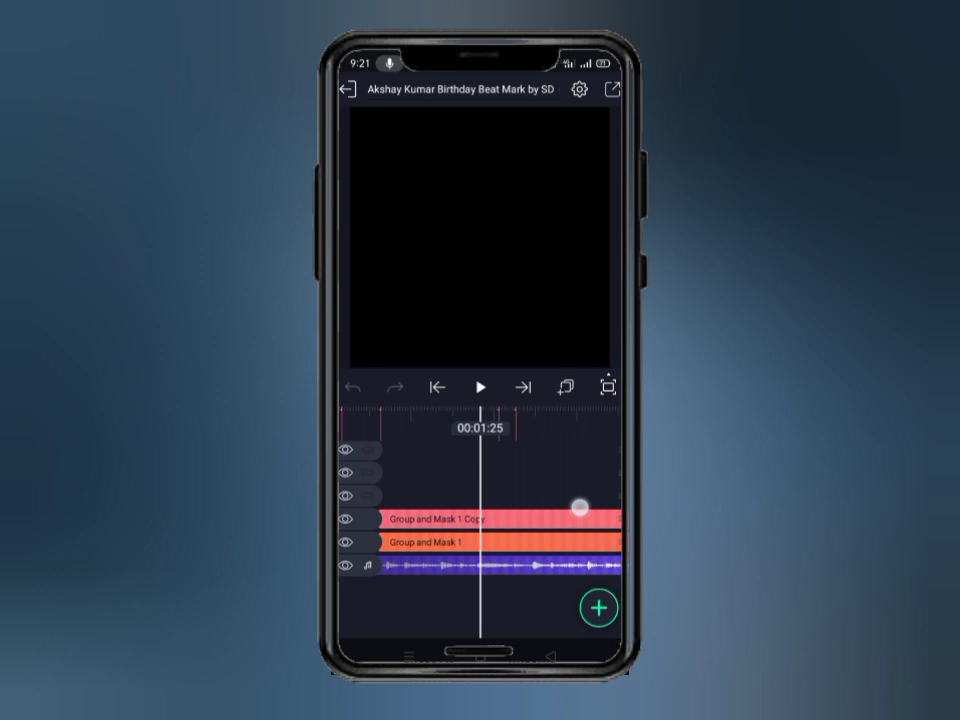 9:21
Akshay Kumar Birthday Beat Mark by SD
00:01:25
Group and Mask 1 Copy
Group and Mask 1